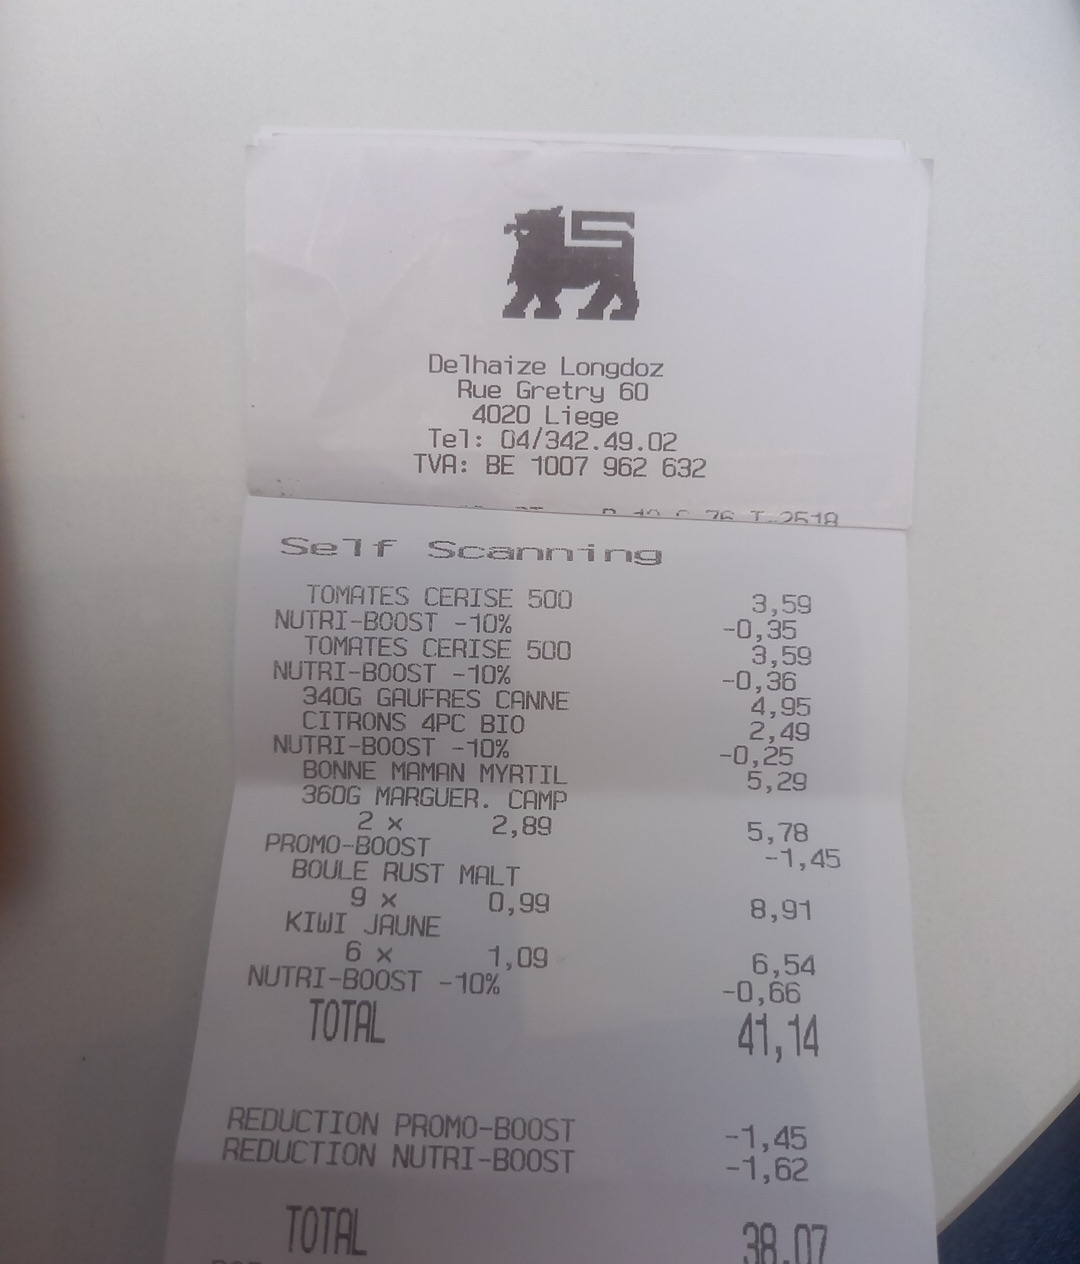 Delhaize Longdoz
Rue Gretry 60
4020 Liege
Tel: 04/342.49.02
TVA: BE 1007 962 632
Self Scanning
TOMATES CERISE 500 3,59
NUTRI-BOOST -10% -0,35
TOMATES CERISE 500 3,59
NUTRI-BOOST -10% -0,36
340G GAUFRES CANNE 4,95
CITRONS 4PC BIO 2,49
NUTRI-BOOST -10% -0,25
BONNE MAMAN MYRTIL 5,29
360G MARGUER. CAMP
2 x 2,89 5,78
PROMO-BOOST -1,45
BOULE RUST MALT
9 x 0,99 8,91
KIWI JAUNE
6 x 1,09 6,54
NUTRI-BOOST -10% -0,66
TOTAL 41,14
REDUCTION PROMO-BOOST -1,45
REDUCTION NUTRI-BOOST -1,62
TOTAL 38,07